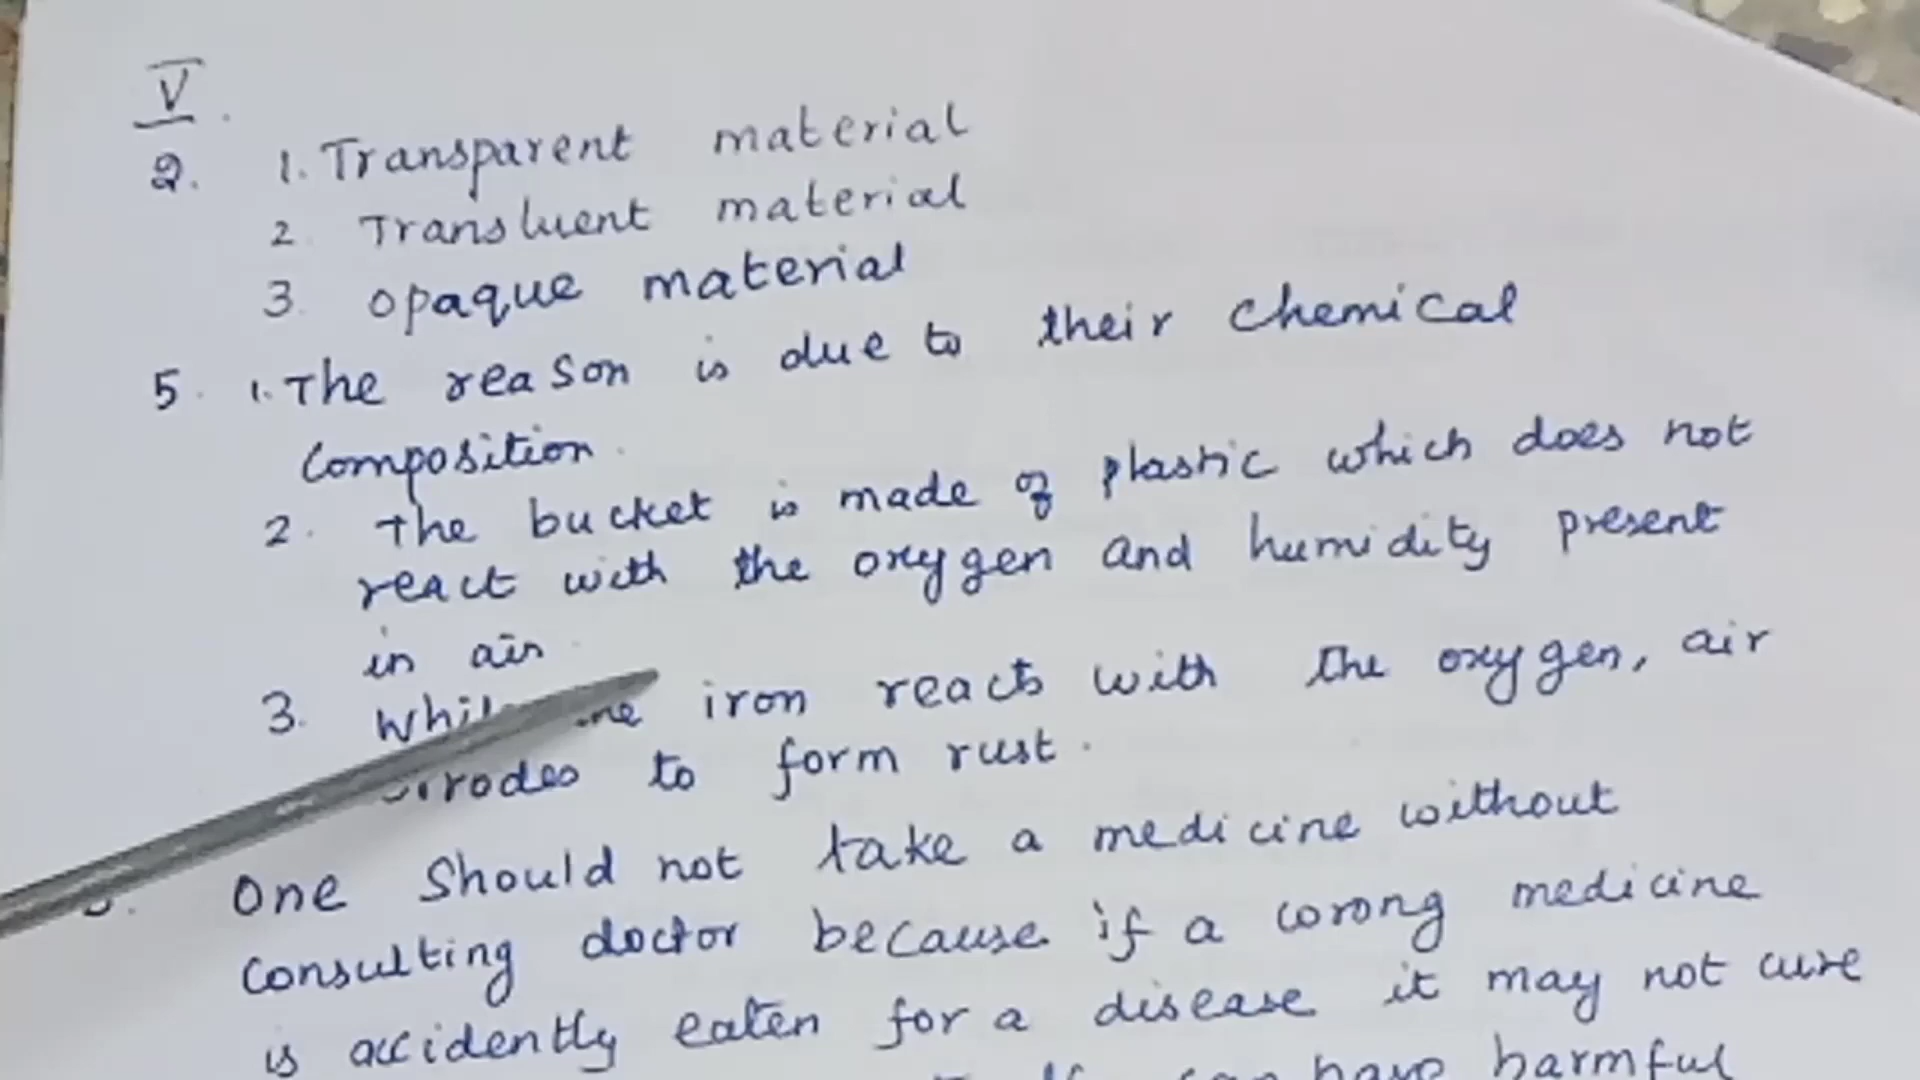 V.
2. 1. Transparent material
2. Transluent material
3. opaque material
5. 1. The reason is due to their chemical
Composition.
2. The bucket is made of plastic which does not
react with the oxygen and humidity present
in air.
3. iron reacts with the oxygen, air
to form rust.
One Should not take a medicine without
Consulting doctor because if a wrong medicine
is accidently eaten for a disease it may not cure
can have harmful